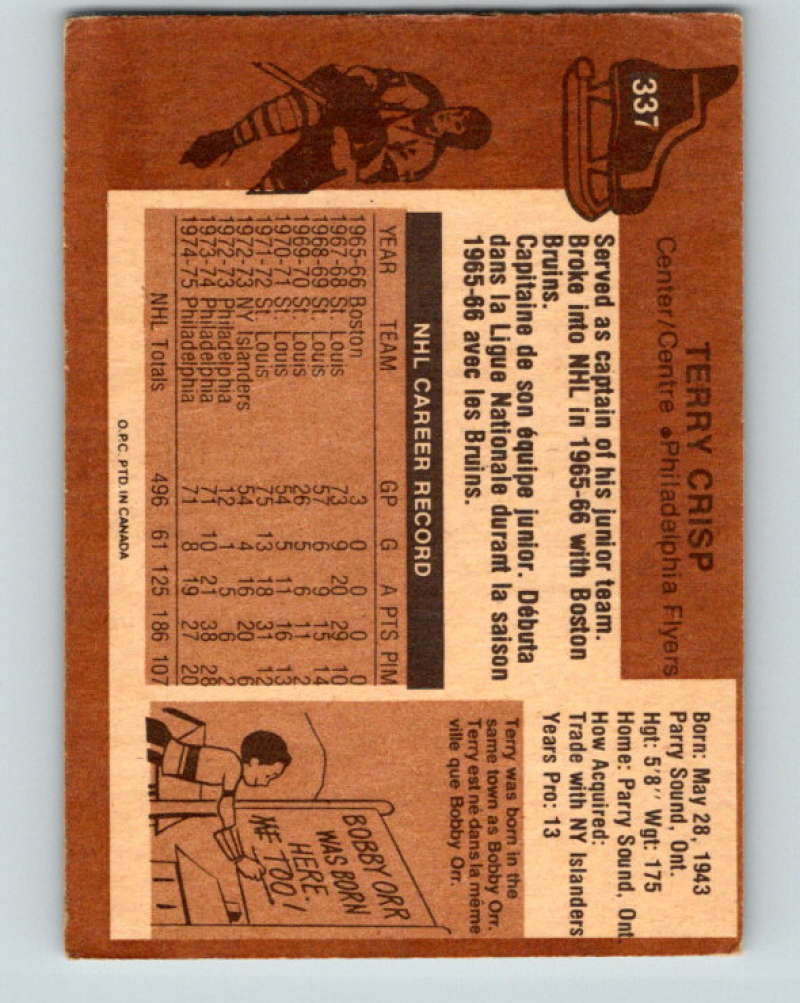 337
TERRY CRISP
Center/Centre • Philadelphia Flyers
Served as captain of his junior team.
Broke into NHL in 1965-66 with Boston
Bruins.
Capitaine de son équipe junior. Débuta
dans la Ligue Nationale durant la saison
1965-66 avec les Bruins.
NHL CAREER RECORD
YEAR TEAM GP G A PTS PIM
1965-66 Boston 3 0 0 0 0
1967-68 St. Louis 73 9 20 29 10
1968-69 St. Louis 57 6 9 15 14
1969-70 St. Louis 26 5 6 11 2
1970-71 St. Louis 54 5 11 16 13
1971-72 St. Louis 75 13 18 31 12
1972-73 NY Islanders 54 4 16 20 6
1972-73 Philadelphia 12 1 5 6 2
1973-74 Philadelphia 71 10 21 38 28
1974-75 Philadelphia 71 8 19 27 20
NHL Totals 496 61 125 186 107
O.P.C. PTD. IN CANADA
Born: May 28, 1943
Parry Sound, Ont.
Hgt: 5'8'' Wgt: 175
Home: Parry Sound, Ont
How Acquired:
Trade with NY Islanders
Years Pro: 13
Terry was born in the
same town as Bobby Orr.
Terry est né dans la même
ville que Bobby Orr.
BOBBY ORR
WAS BORN
HERE.
ME TOO!